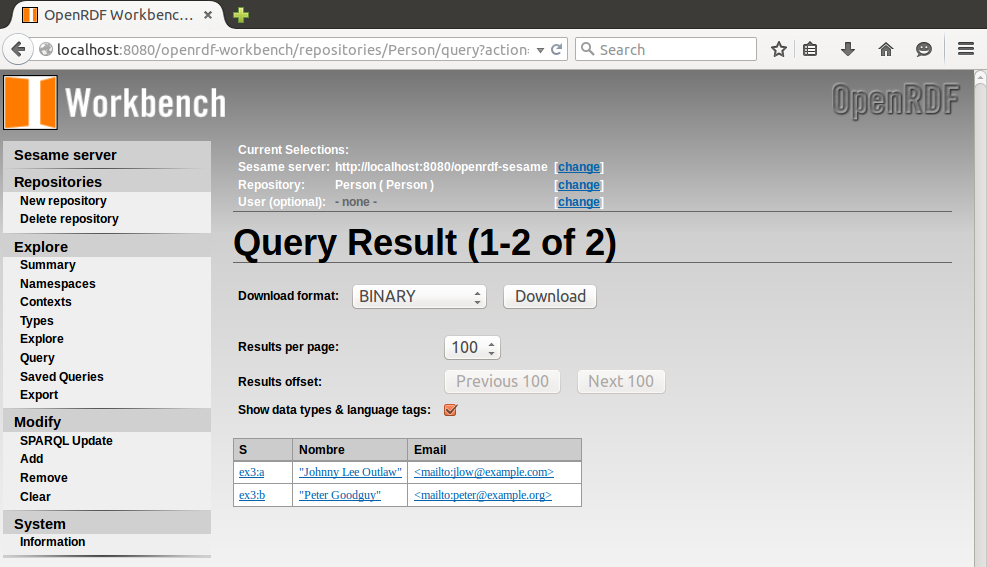 OpenRDF Workbenc...
localhost:8080/openrdf-workbench/repositories/Person/query?action=
Search
Workbench
OpenRDF
Sesame server
Repositories
New repository
Delete repository
Explore
Summary
Namespaces
Contexts
Types
Explore
Query
Saved Queries
Export
Modify
SPARQL Update
Add
Remove
Clear
System
Information
Current Selections:
Sesame server: http://localhost:8080/openrdf-sesame [change]
Repository: Person ( Person ) [change]
User (optional): - none - [change]
Query Result (1-2 of 2)
Download format: BINARY Download
Results per page: 100
Results offset: Previous 100 Next 100
Show data types & language tags:
S Nombre Email
ex3:a "Johnny Lee Outlaw" <mailto:jlow@example.com>
ex3:b "Peter Goodguy" <mailto:peter@example.org>